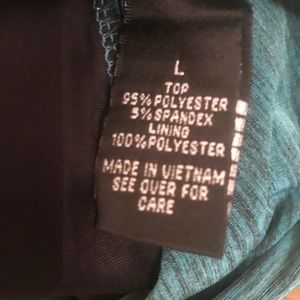 L
TOP
95% POLYESTER
5% SPANDEX
LINING
100% POLYESTER
MADE IN VIETNAM
SEE OVER FOR
CARE